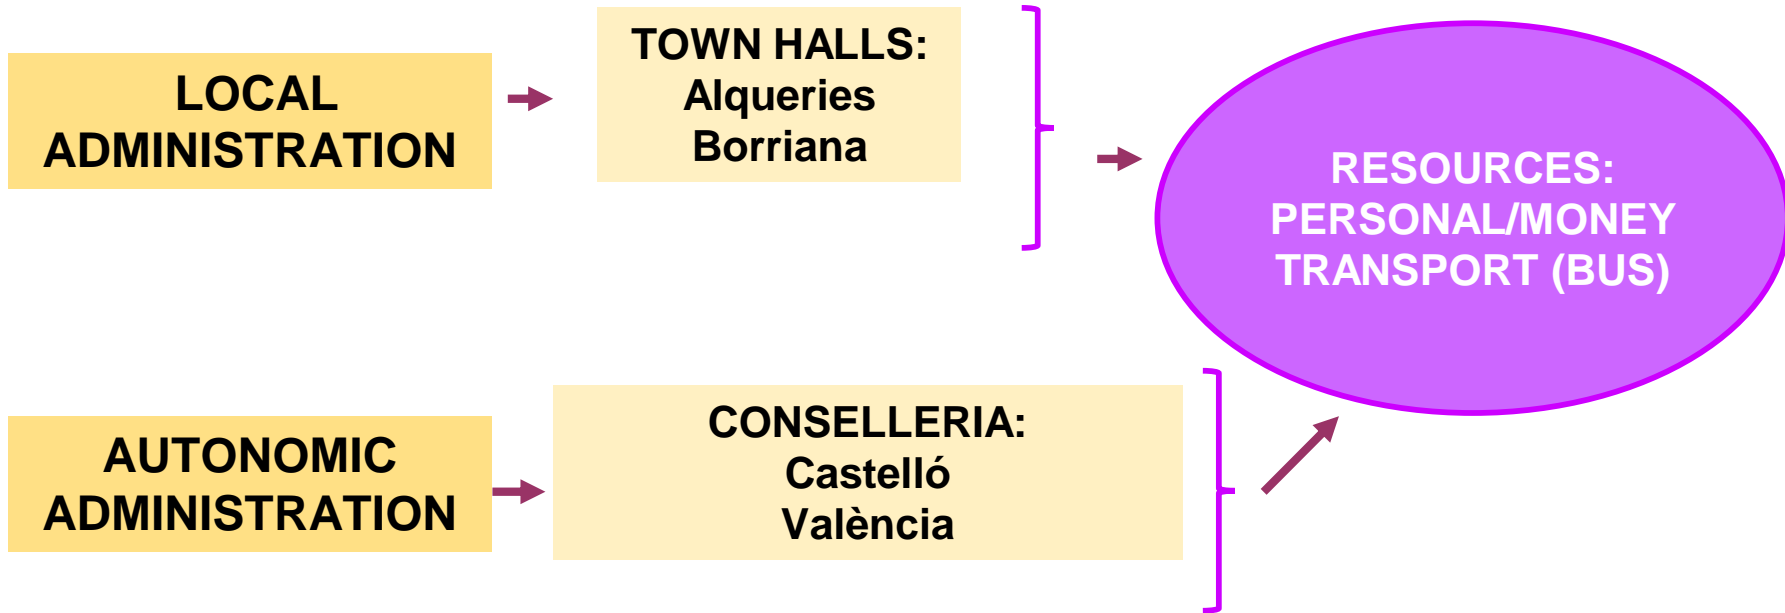 LOCAL
ADMINISTRATION
TOWN HALLS:
Alqueries
Borriana
RESOURCES:
PERSONAL/MONEY
TRANSPORT (BUS)
AUTONOMIC
ADMINISTRATION
CONSELLERIA:
Castelló
València